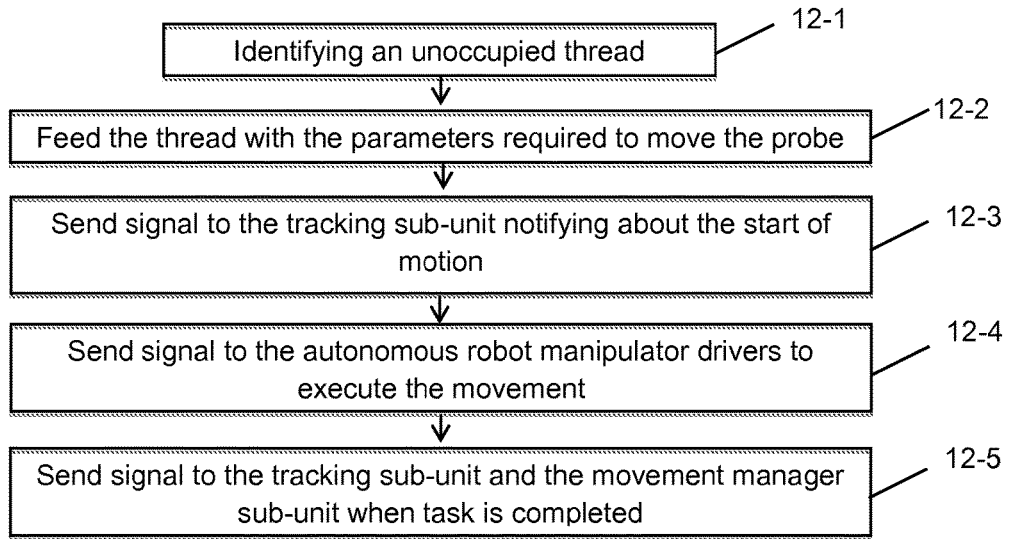 12-1
Identifying an unoccupied thread
12-2
Feed the thread with the parameters required to move the probe
12-3
Send signal to the tracking sub-unit notifying about the start of
motion
12-4
Send signal to the autonomous robot manipulator drivers to
execute the movement
12-5
Send signal to the tracking sub-unit and the movement manager
sub-unit when task is completed